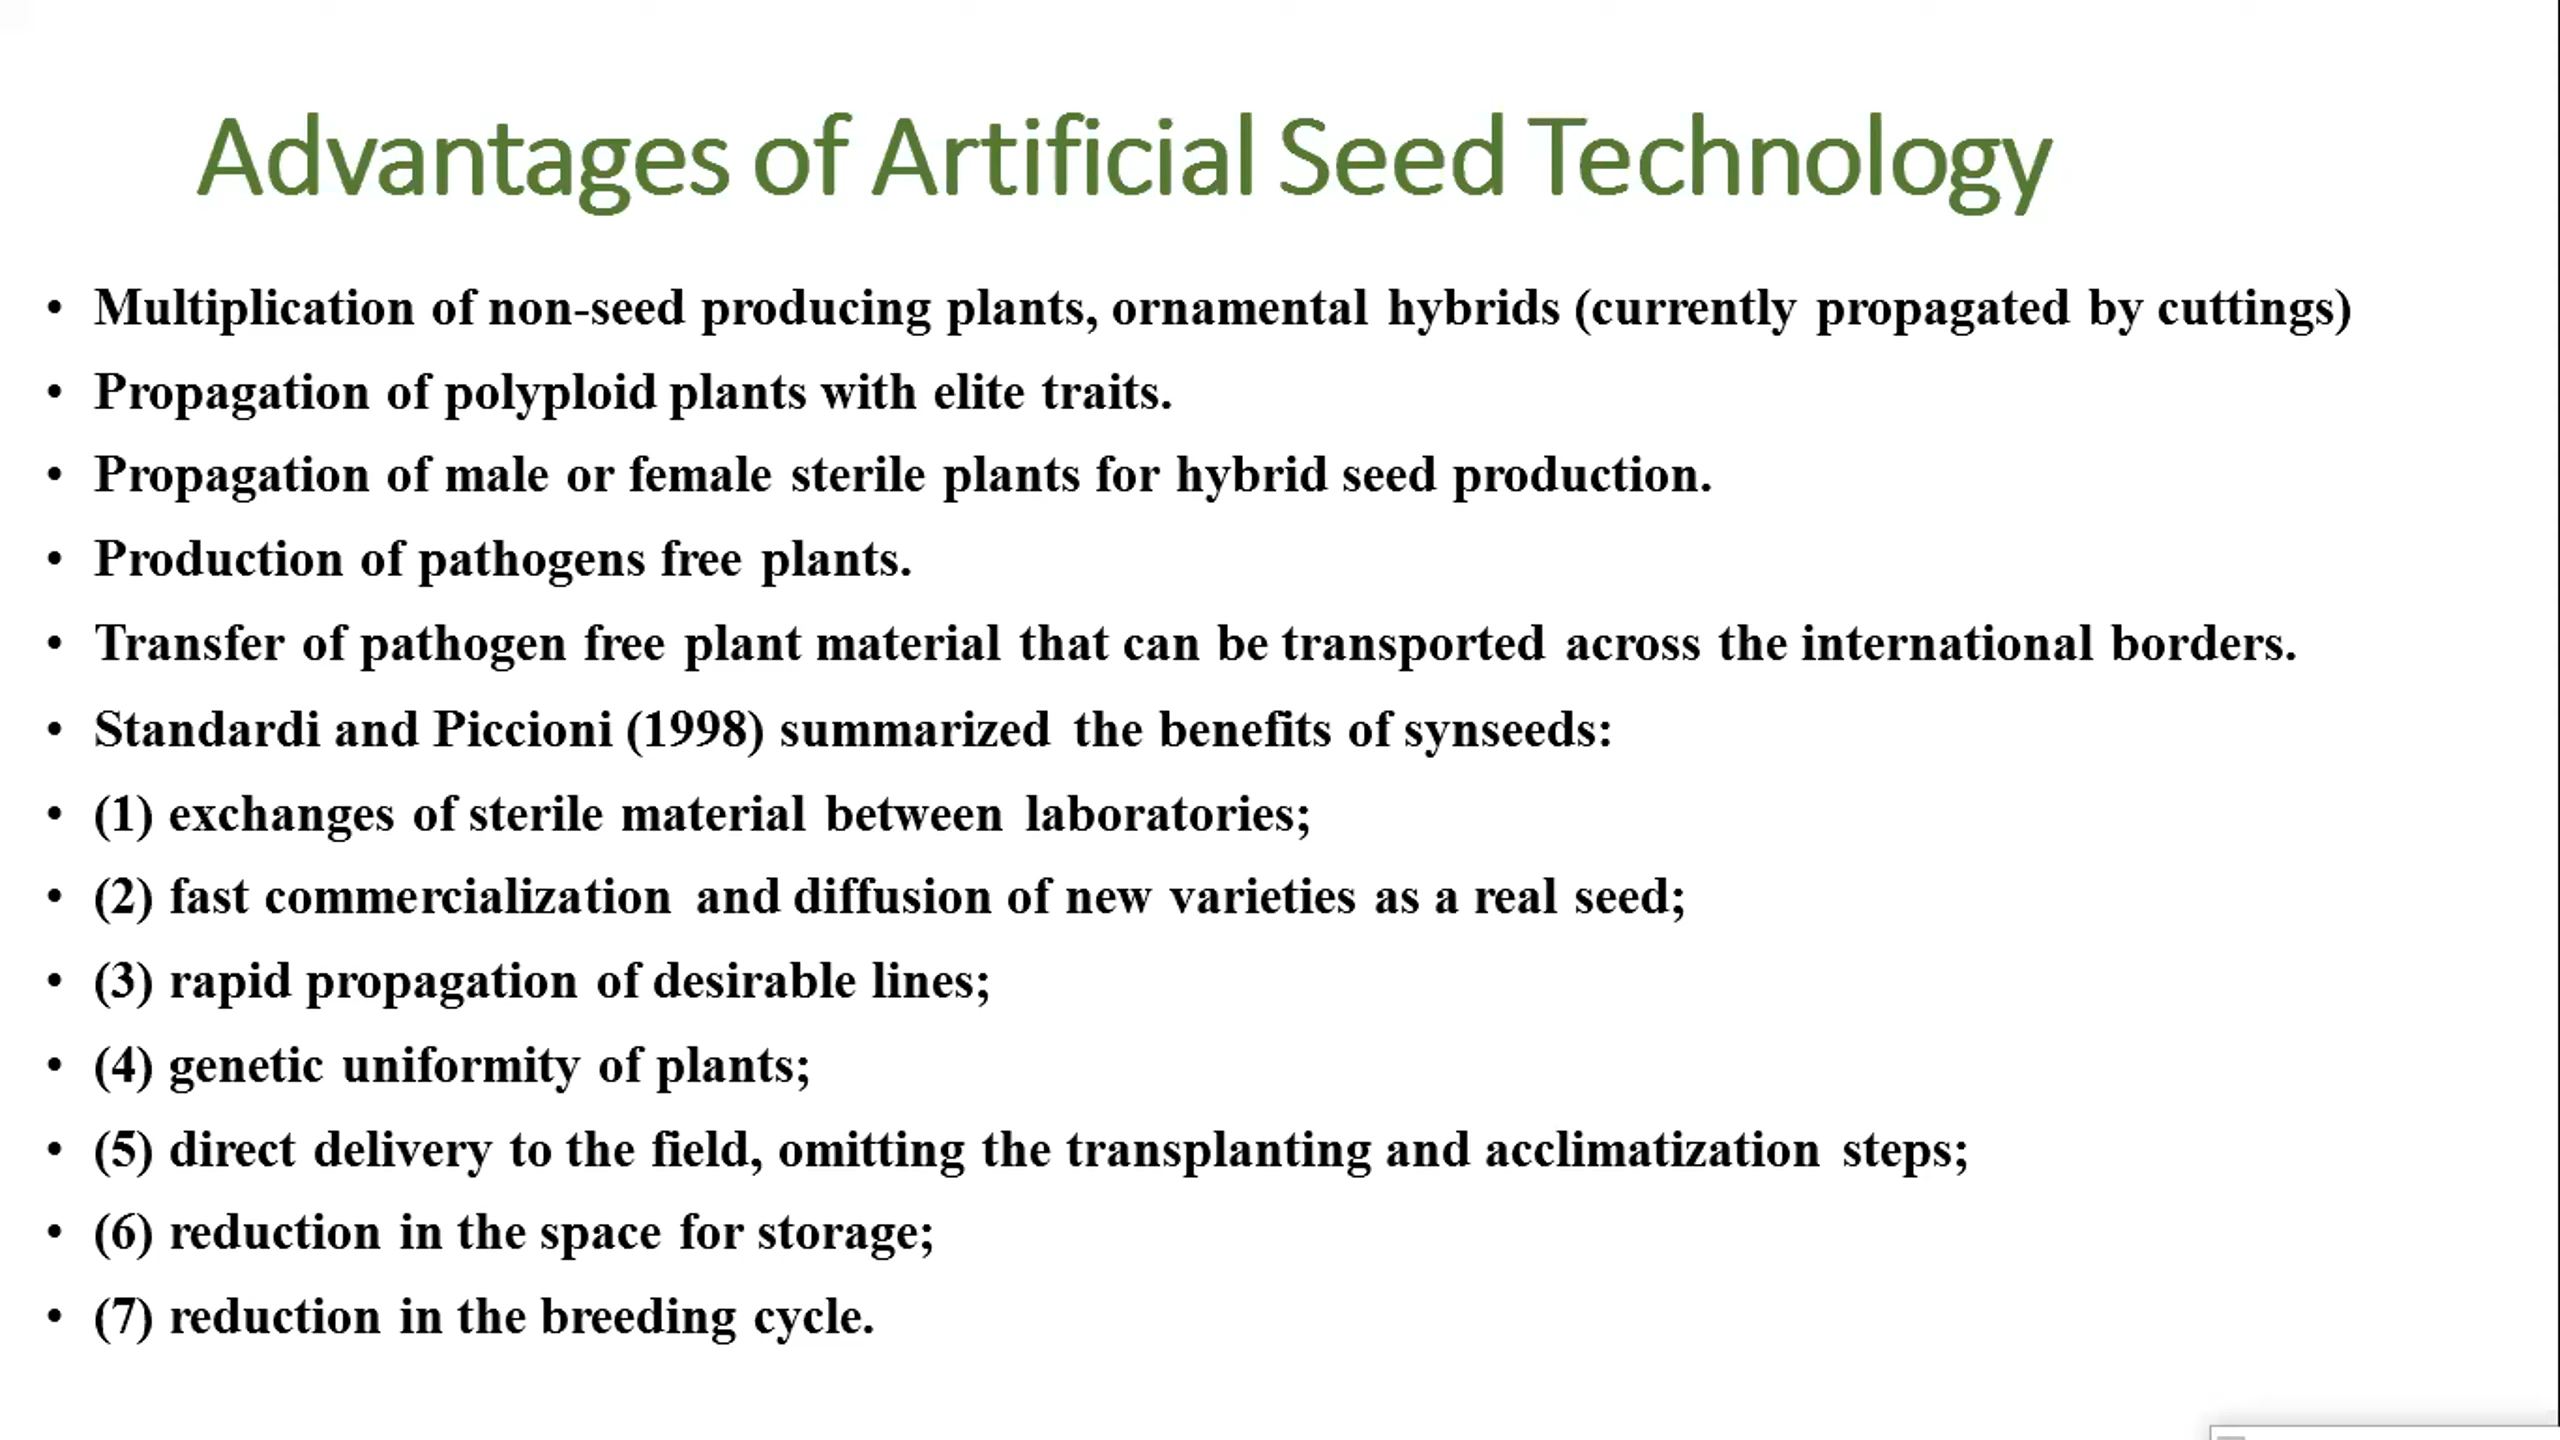 Advantages of Artificial Seed Technology
• Multiplication of non-seed producing plants, ornamental hybrids (currently propagated by cuttings)
• Propagation of polyploid plants with elite traits.
• Propagation of male or female sterile plants for hybrid seed production.
• Production of pathogens free plants.
• Transfer of pathogen free plant material that can be transported across the international borders.
• Standardi and Piccioni (1998) summarized the benefits of synseeds:
• (1) exchanges of sterile material between laboratories;
• (2) fast commercialization and diffusion of new varieties as a real seed;
• (3) rapid propagation of desirable lines;
• (4) genetic uniformity of plants;
• (5) direct delivery to the field, omitting the transplanting and acclimatization steps;
• (6) reduction in the space for storage;
• (7) reduction in the breeding cycle.